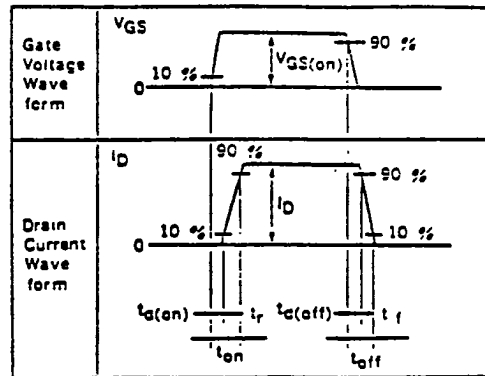 Gate
Voltage
Wave
form
VGS
10 %
0
VGS(on)
90 %
Drain
Current
Wave
form
ID
90 %
10 %
0
ID
90 %
10 %
td(on)
tr
td(off)
tf
ton
toff